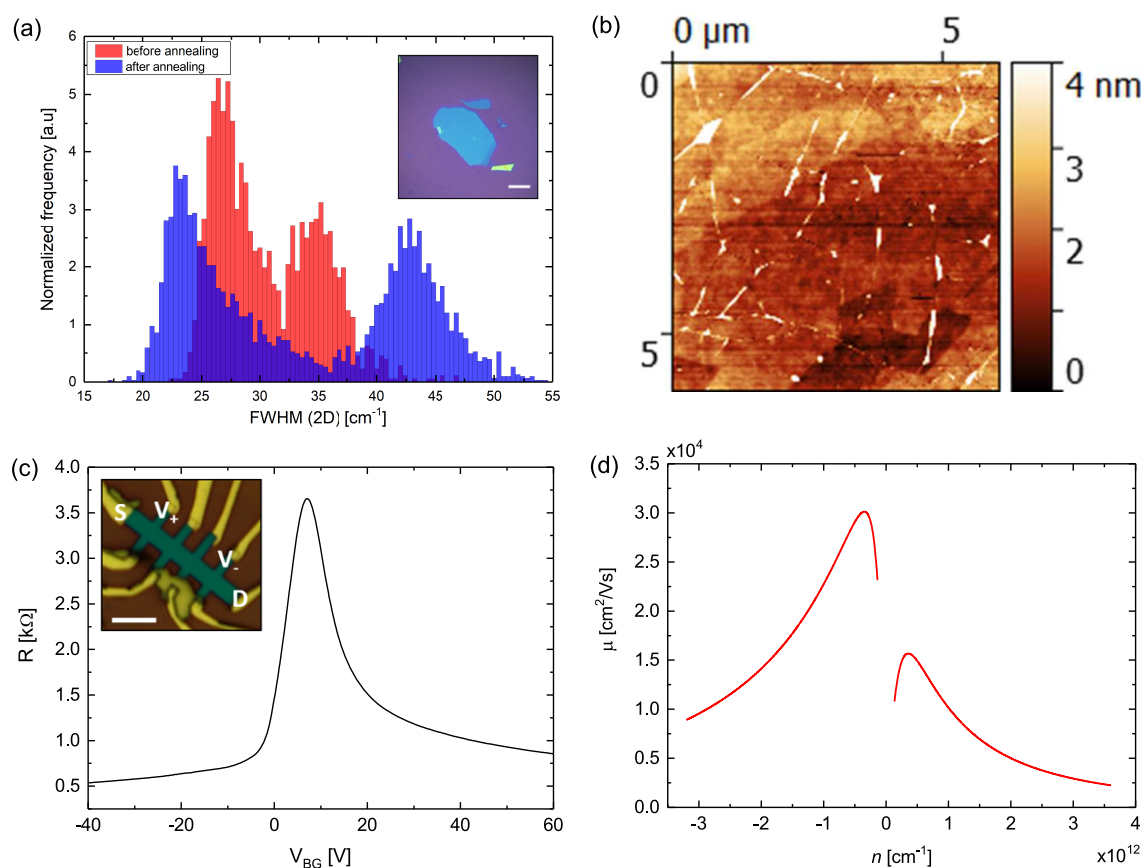 (a)
before annealing
after annealing
Normalized frequency [a.u]
6
5
4
3
2
1
0
15 20 25 30 35 40 45 50 55
FWHM (2D) [cm⁻¹]
(b)
0 µm 5
0
5
4 nm
3
2
1
0
(c)
S V₊ V₋ D
R [kΩ]
4.0
3.5
3.0
2.5
2.0
1.5
1.0
0.5
-40 -20 0 20 40 60
V_BG [V]
(d)
x10⁴
µ [cm²/Vs]
3.5
3.0
2.5
2.0
1.5
1.0
0.5
0.0
-3 -2 -1 0 1 2 3 4
n [cm⁻¹] x10¹²